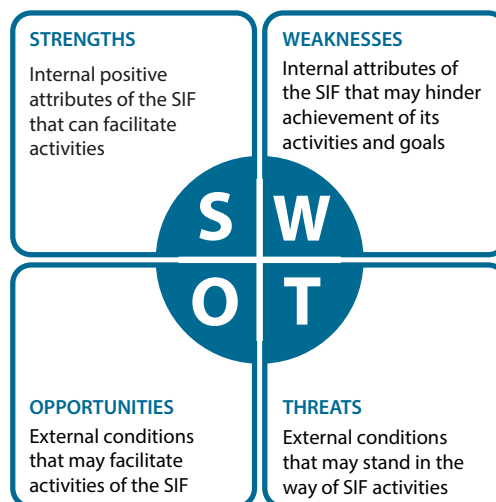 STRENGTHS
Internal positive
attributes of the SIF
that can facilitate
activities
WEAKNESSES
Internal attributes of
the SIF that may hinder
achievement of its
activities and goals
S W
O T
OPPORTUNITIES
External conditions
that may facilitate
activities of the SIF
THREATS
External conditions
that may stand in the
way of SIF activities